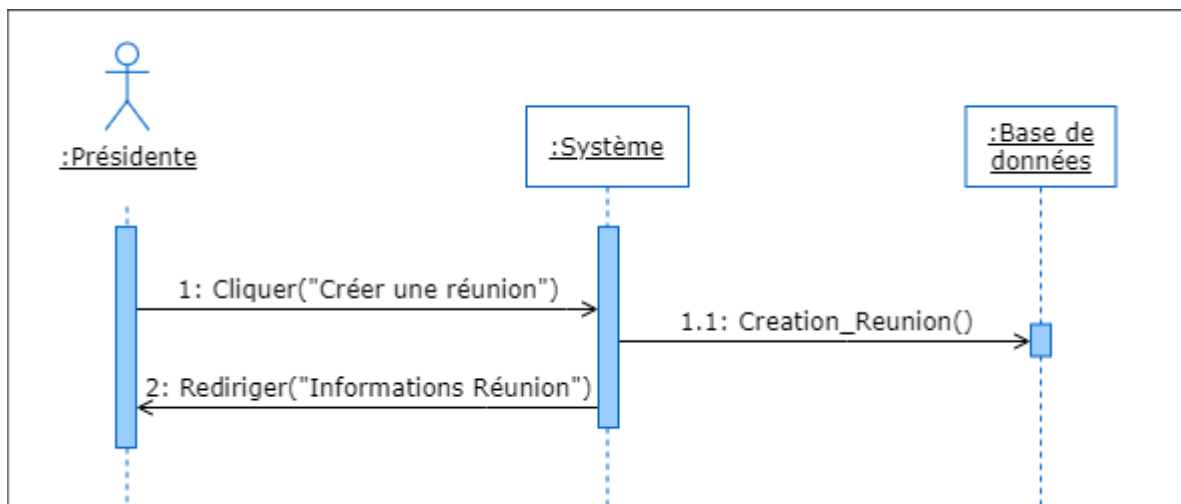 :Présidente
:Système
:Base de
données
1: Cliquer("Créer une réunion")
1.1: Creation_Reunion()
2: Rediriger("Informations Réunion")